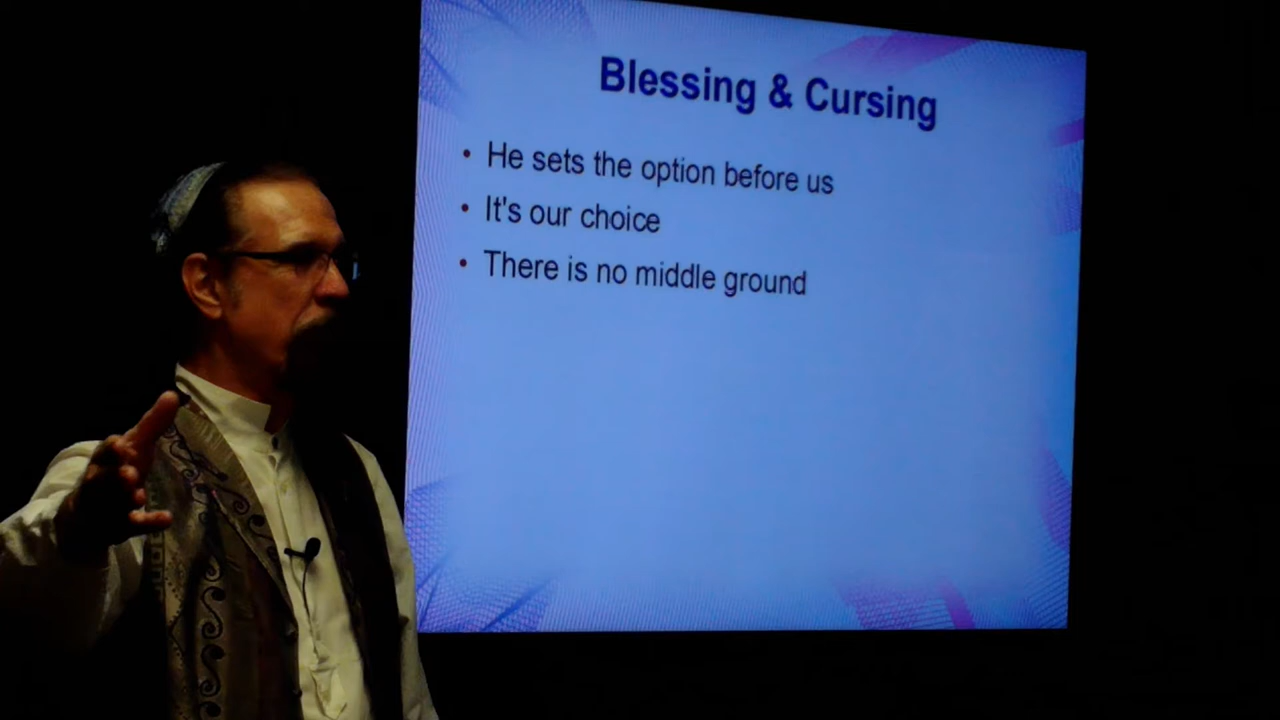 Blessing & Cursing
• He sets the option before us
• It's our choice
• There is no middle ground